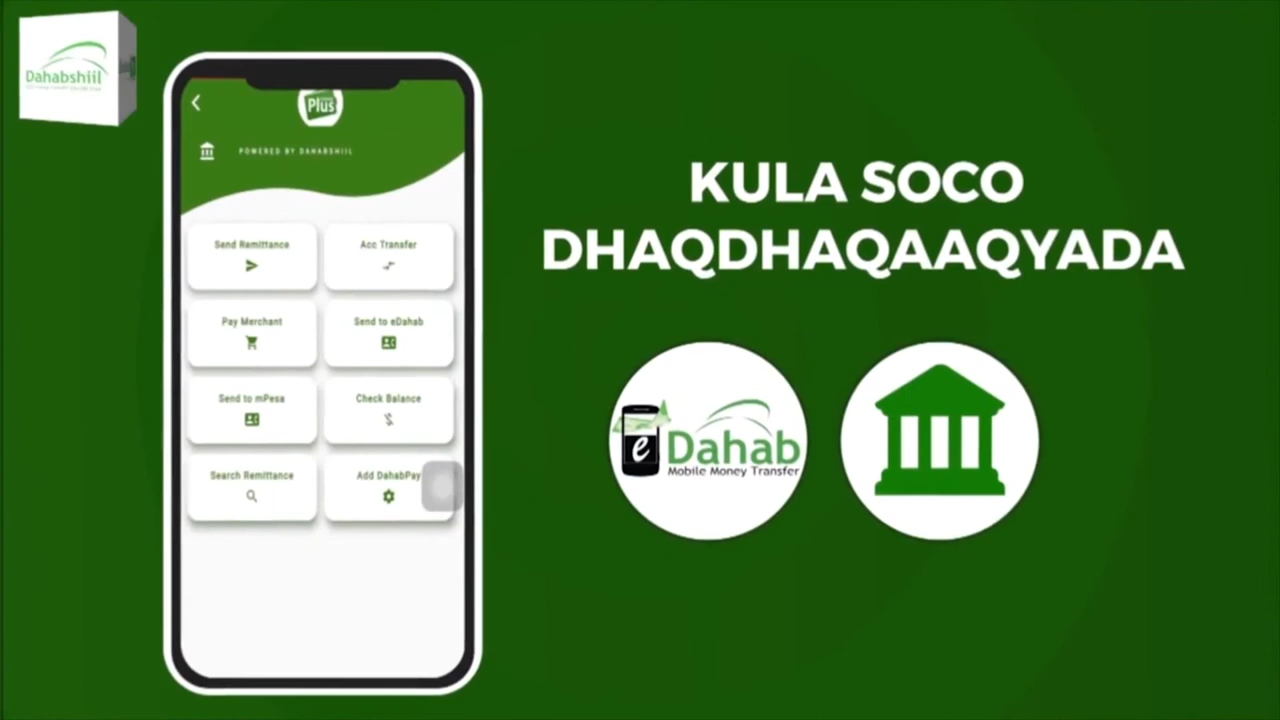 Dahabshiil
Plus
POWERED BY DAHABSHIIL
Send Remittance
Acc Transfer
Pay Merchant
Send to eDahab
Send to mPesa
Check Balance
Search Remittance
Add DahabPay
KULA SOCO
DHAQDHAQAAQYADA
e Dahab
Mobile Money Transfer